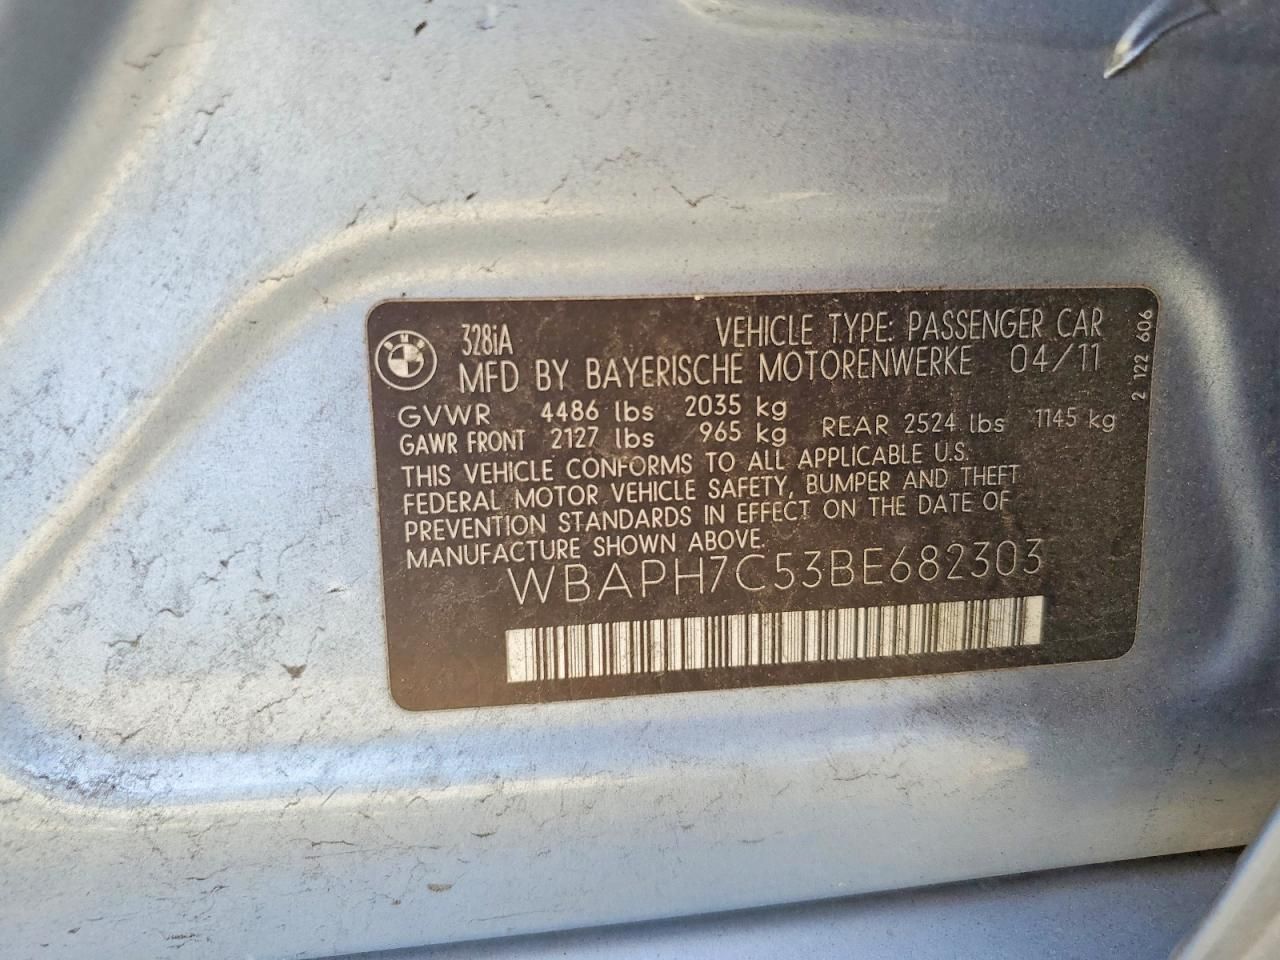 BMW
328iA VEHICLE TYPE: PASSENGER CAR
MFD BY BAYERISCHE MOTORENWERKE 04/11
GVWR 4486 lbs 2035 kg
GAWR FRONT 2127 lbs 965 kg REAR 2524 lbs 1145 kg
THIS VEHICLE CONFORMS TO ALL APPLICABLE U.S.
FEDERAL MOTOR VEHICLE SAFETY, BUMPER AND THEFT
PREVENTION STANDARDS IN EFFECT ON THE DATE OF
MANUFACTURE SHOWN ABOVE.
WBAPH7C53BE682303
2 122 606